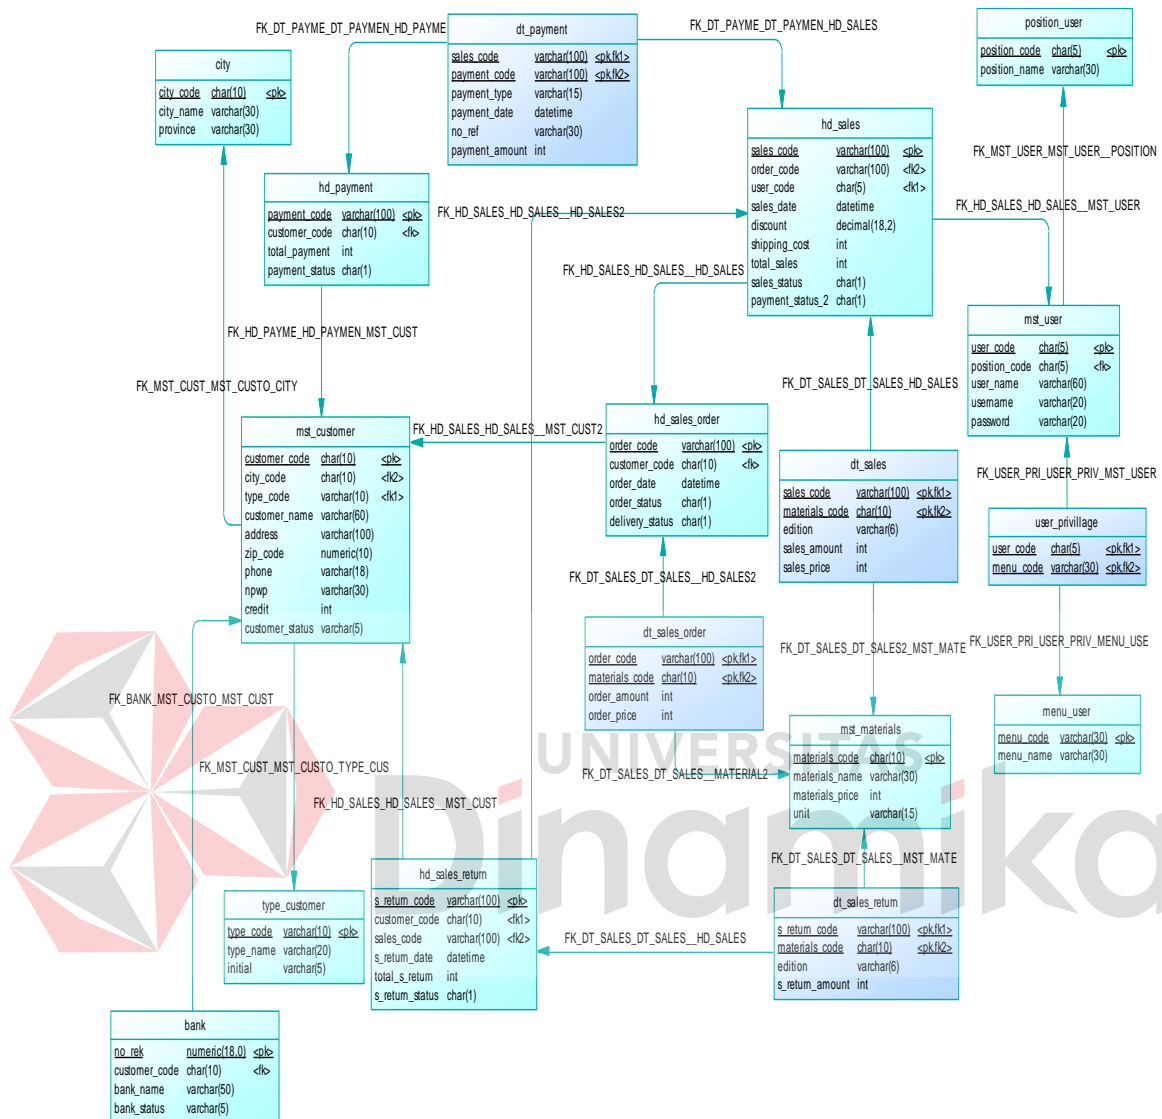 FK_DT_PAYME_DT_PAYMEN_HD_PAYME
FK_DT_PAYME_DT_PAYMEN_HD_SALES
dt_payment
sales_code varchar(100) <pk,fk1>
payment_code varchar(100) <pk,fk2>
payment_type varchar(15)
payment_date datetime
no_ref varchar(30)
payment_amount int
position_user
position_code char(5) <pk>
position_name varchar(30)
city
city_code char(10) <pk>
city_name varchar(30)
province varchar(30)
hd_sales
sales_code varchar(100) <pk>
order_code varchar(100) <fk2>
user_code char(5) <fk1>
sales_date datetime
discount decimal(18,2)
shipping_cost int
total_sales int
sales_status char(1)
payment_status_2 char(1)
FK_MST_USER_MST_USER__POSITION
hd_payment
payment_code varchar(100) <pk>
customer_code char(10) <fk>
total_payment int
payment_status char(1)
FK_HD_SALES_HD_SALES__HD_SALES2
FK_HD_SALES_HD_SALES__MST_USER
FK_HD_SALES_HD_SALES__HD_SALES
mst_user
user_code char(5) <pk>
position_code char(5) <fk>
user_name varchar(60)
username varchar(20)
password varchar(20)
FK_HD_PAYME_HD_PAYMEN_MST_CUST
FK_MST_CUST_MST_CUSTO_CITY
FK_DT_SALES_DT_SALES_HD_SALES
mst_customer
customer_code char(10) <pk>
city_code char(10) <fk2>
type_code varchar(10) <fk1>
customer_name varchar(60)
address varchar(100)
zip_code numeric(10)
phone varchar(18)
npwp varchar(30)
credit int
customer_status varchar(5)
FK_HD_SALES_HD_SALES__MST_CUST2
hd_sales_order
order_code varchar(100) <pk>
customer_code char(10) <fk>
order_date datetime
order_status char(1)
delivery_status char(1)
dt_sales
sales_code varchar(100) <pk,fk1>
materials_code char(10) <pk,fk2>
edition varchar(6)
sales_amount int
sales_price int
FK_USER_PRI_USER_PRIV_MST_USER
user_privillage
user_code char(5) <pk,fk1>
menu_code varchar(30) <pk,fk2>
FK_DT_SALES_DT_SALES__HD_SALES2
dt_sales_order
order_code varchar(100) <pk,fk1>
materials_code char(10) <pk,fk2>
order_amount int
order_price int
FK_DT_SALES_DT_SALES2_MST_MATE
FK_USER_PRI_USER_PRIV_MENU_USE
FK_BANK_MST_CUSTO_MST_CUST
menu_user
menu_code varchar(30) <pk>
menu_name varchar(30)
mst_materials
materials_code char(10) <pk>
materials_name varchar(30)
materials_price int
unit varchar(15)
UNIVERSITAS
Dinamika
FK_MST_CUST_MST_CUSTO_TYPE_CUS
FK_DT_SALES_DT_SALES__MATERIAL2
FK_HD_SALES_HD_SALES__MST_CUST
FK_DT_SALES_DT_SALES__MST_MATE
hd_sales_return
s_return_code varchar(100) <pk>
customer_code char(10) <fk1>
sales_code varchar(100) <fk2>
s_return_date datetime
total_s_return int
s_return_status char(1)
type_customer
type_code varchar(10) <pk>
type_name varchar(20)
initial varchar(5)
FK_DT_SALES_DT_SALES__HD_SALES
dt_sales_return
s_return_code varchar(100) <pk,fk1>
materials_code char(10) <pk,fk2>
edition varchar(6)
s_return_amount int
bank
no_rek numeric(18,0) <pk>
customer_code char(10) <fk>
bank_name varchar(50)
bank_status varchar(5)